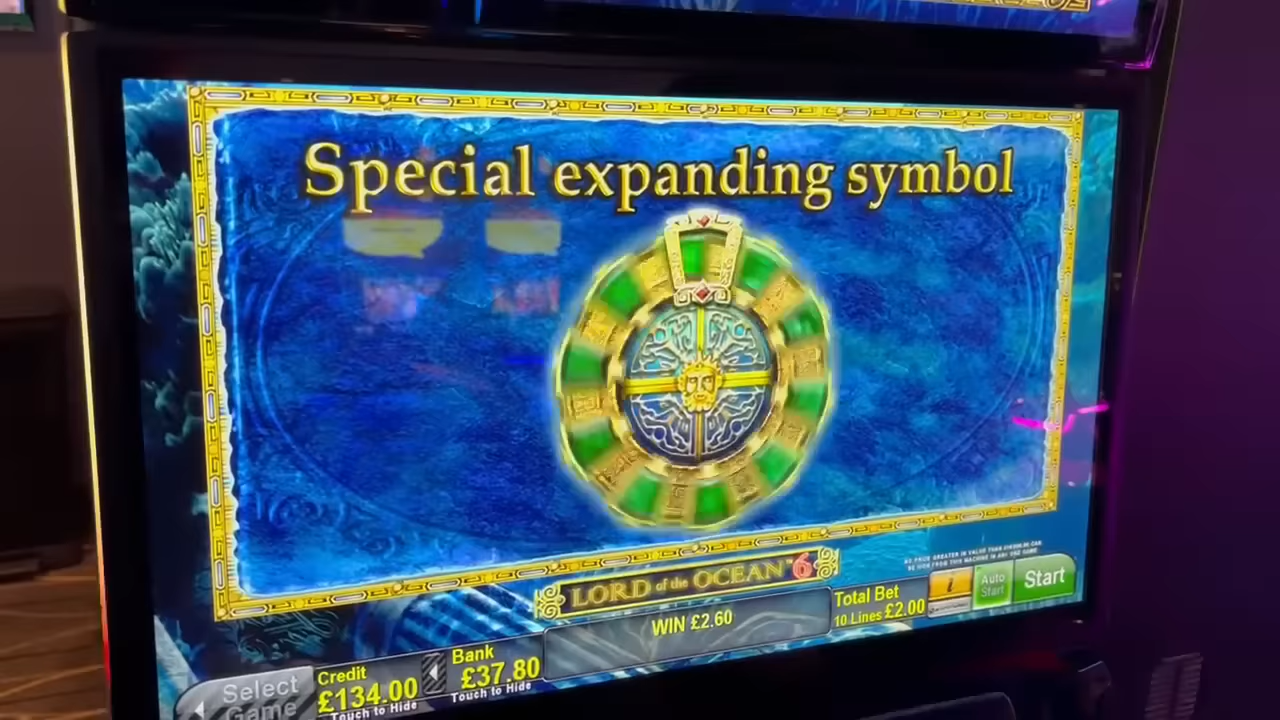 Special expanding symbol
LORD of the OCEAN™ 6
WIN £2.60
Total Bet
10 Lines £2.00
i
Auto
Start
Start
Select
Game
Credit
£134.00
Touch to Hide
Bank
£37.80
Touch to Hide